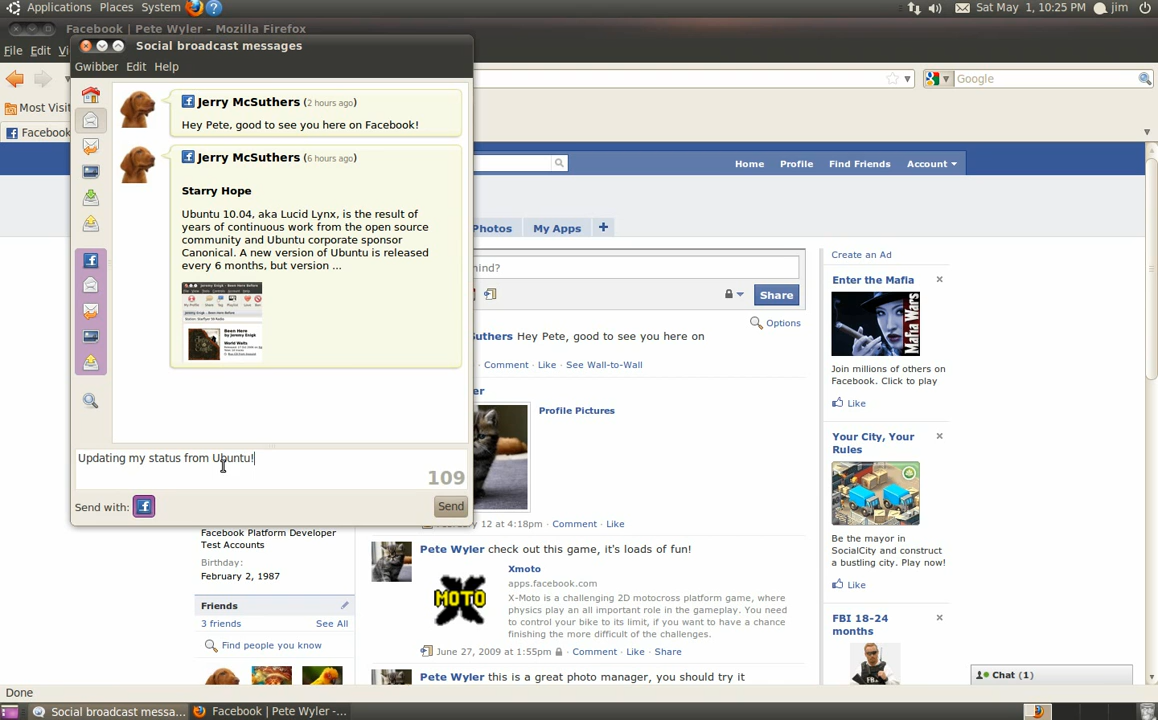 Applications Places System
Sat May 1, 10:25 PM jim
Facebook | Pete Wyler - Mozilla Firefox
File Edit
Social broadcast messages
Gwibber Edit Help
Google
Most Visit
Facebook
Jerry McSuthers (2 hours ago)
Hey Pete, good to see you here on Facebook!
Jerry McSuthers (6 hours ago)
Starry Hope
Ubuntu 10.04, aka Lucid Lynx, is the result of
years of continuous work from the open source
community and Ubuntu corporate sponsor
Canonical. A new version of Ubuntu is released
every 6 months, but version ...
Updating my status from Ubuntu!
109
Send with:
Send
Home Profile Find Friends Account
Photos My Apps +
mind?
Share
Options
Suthers Hey Pete, good to see you here on
Comment · Like · See Wall-to-Wall
Profile Pictures
February 12 at 4:18pm · Comment · Like
Pete Wyler check out this game, it's loads of fun!
Xmoto
apps.facebook.com
MOTO
X-Moto is a challenging 2D motocross platform game, where
physics play an all important role in the gameplay. You need
to control your bike to its limit, if you want to have a chance
finishing the more difficult of the challenges.
June 27, 2009 at 1:55pm · Comment · Like · Share
Pete Wyler this is a great photo manager, you should try it
Facebook Platform Developer
Test Accounts
Birthday:
February 2, 1987
Friends
3 friends See All
Find people you know
Create an Ad
Enter the Mafia
Mafia Wars
Join millions of others on
Facebook. Click to play
Like
Your City, Your
Rules
Be the mayor in
SocialCity and construct
a bustling city. Play now!
Like
FBI 18-24
months
Chat (1)
Done
Social broadcast messa...
Facebook | Pete Wyler -...